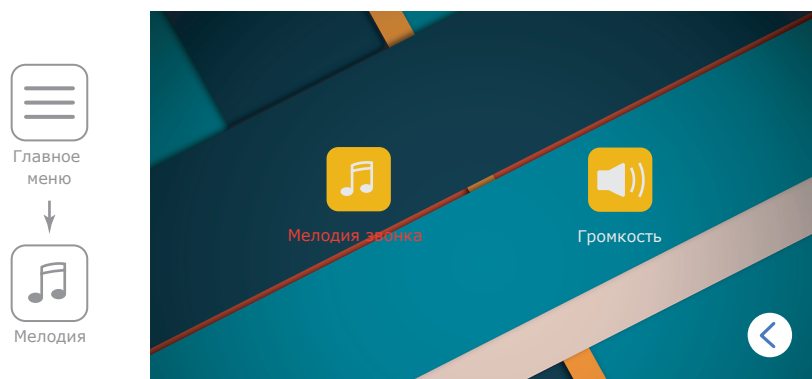 Главное
меню
Мелодия
Мелодия звонка
Громкость